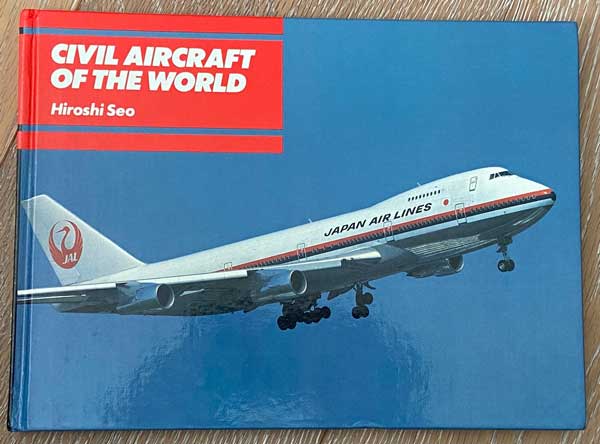 CIVIL AIRCRAFT
OF THE WORLD
Hiroshi Seo
JAPAN AIR LINES
JAL